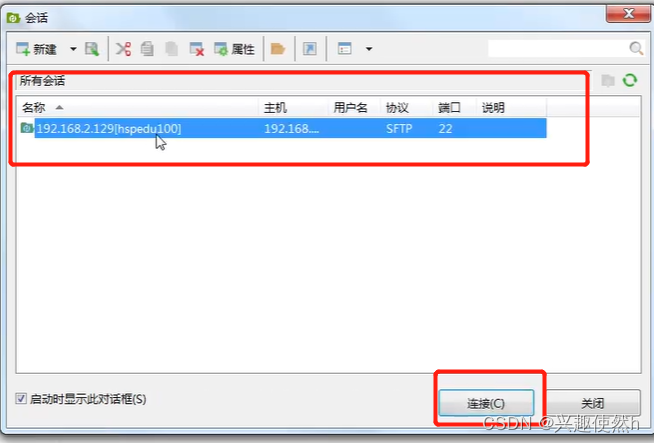 会话
新建 属性
所有会话
名称 主机 用户名 协议 端口 说明
192.168.2.129[hspedu100] 192.168.... SFTP 22
启动时显示此对话框(S) 连接(C) 关闭
CSDN @兴趣使然h